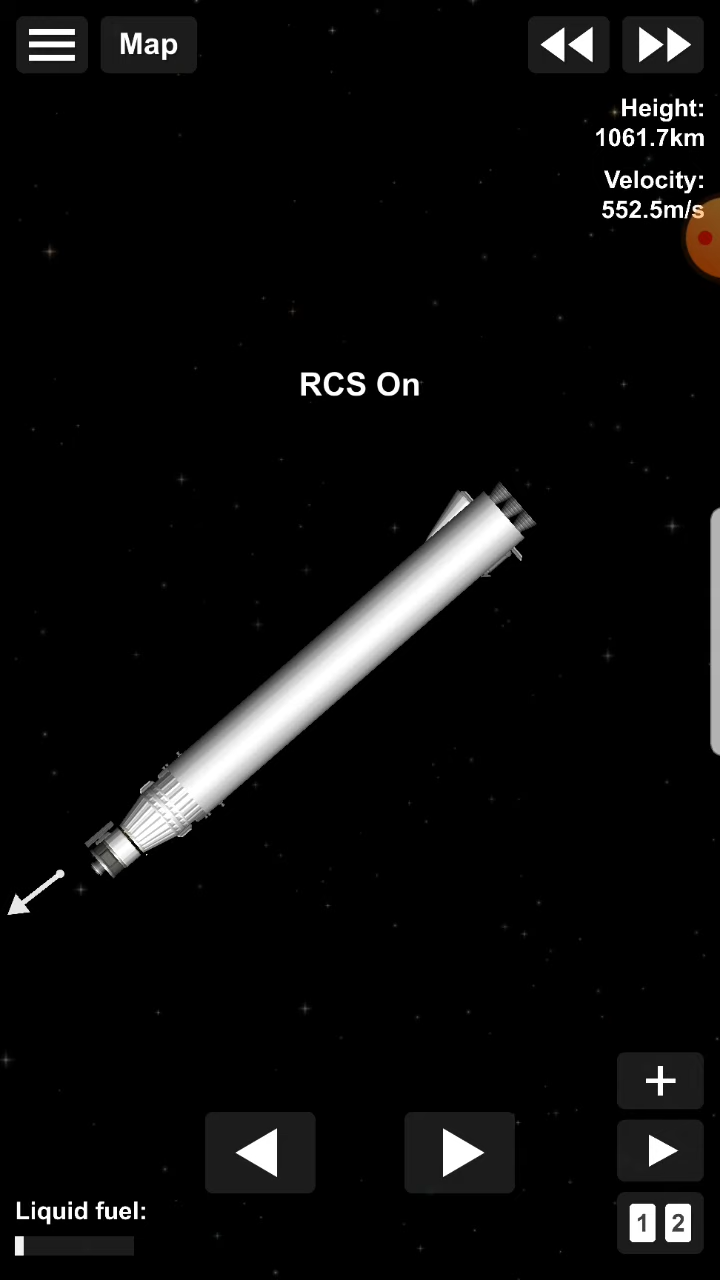 Map
Height:
1061.7km
Velocity:
552.5m/s
RCS On
Liquid fuel:
1 2